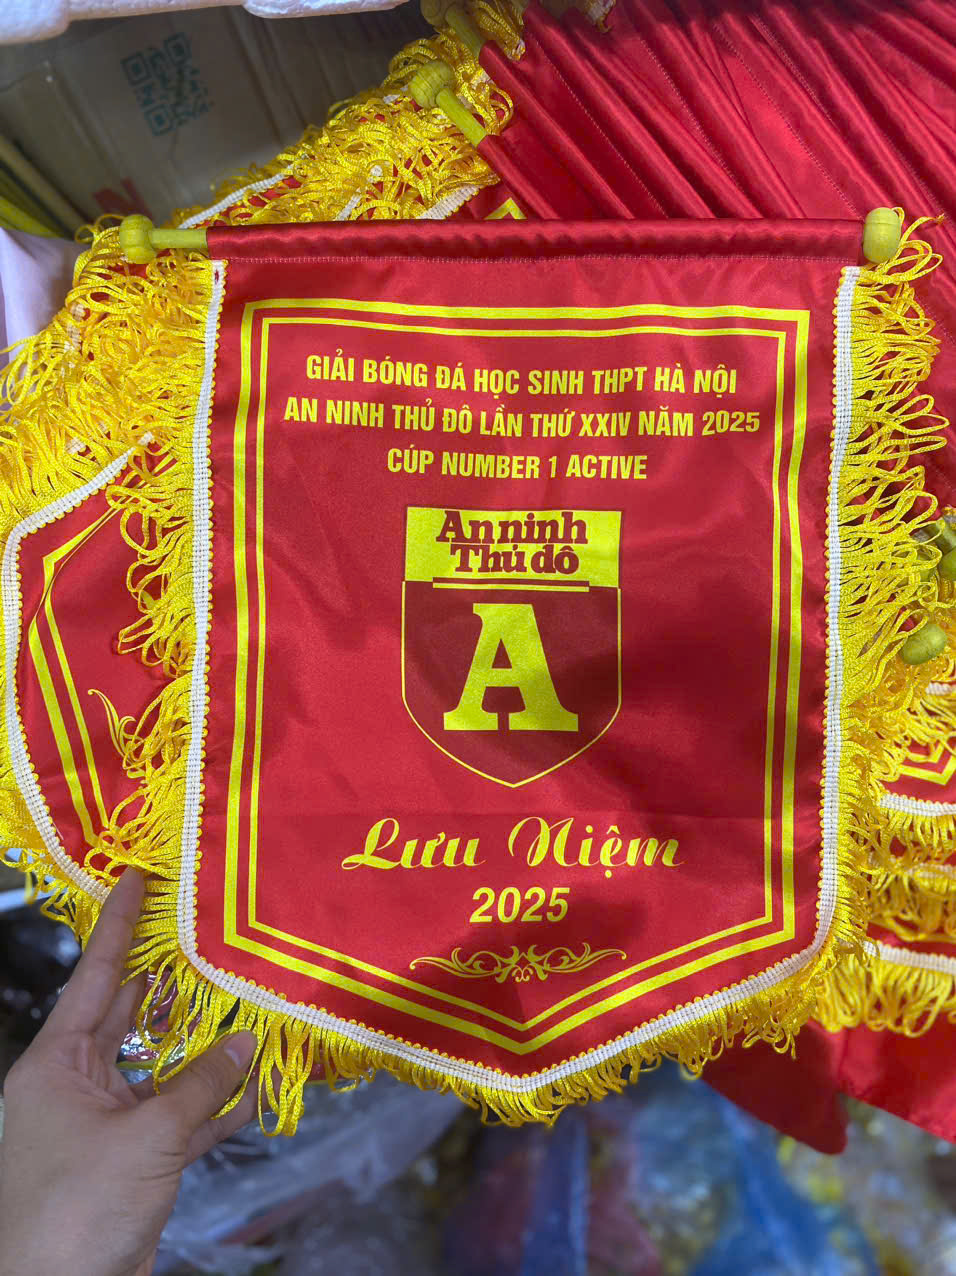 GIẢI BÓNG ĐÁ HỌC SINH THPT HÀ NỘI
AN NINH THỦ ĐÔ LẦN THỨ XXIV NĂM 2025
CÚP NUMBER 1 ACTIVE
An ninh
Thủ đô
A
Lưu Niệm
2025